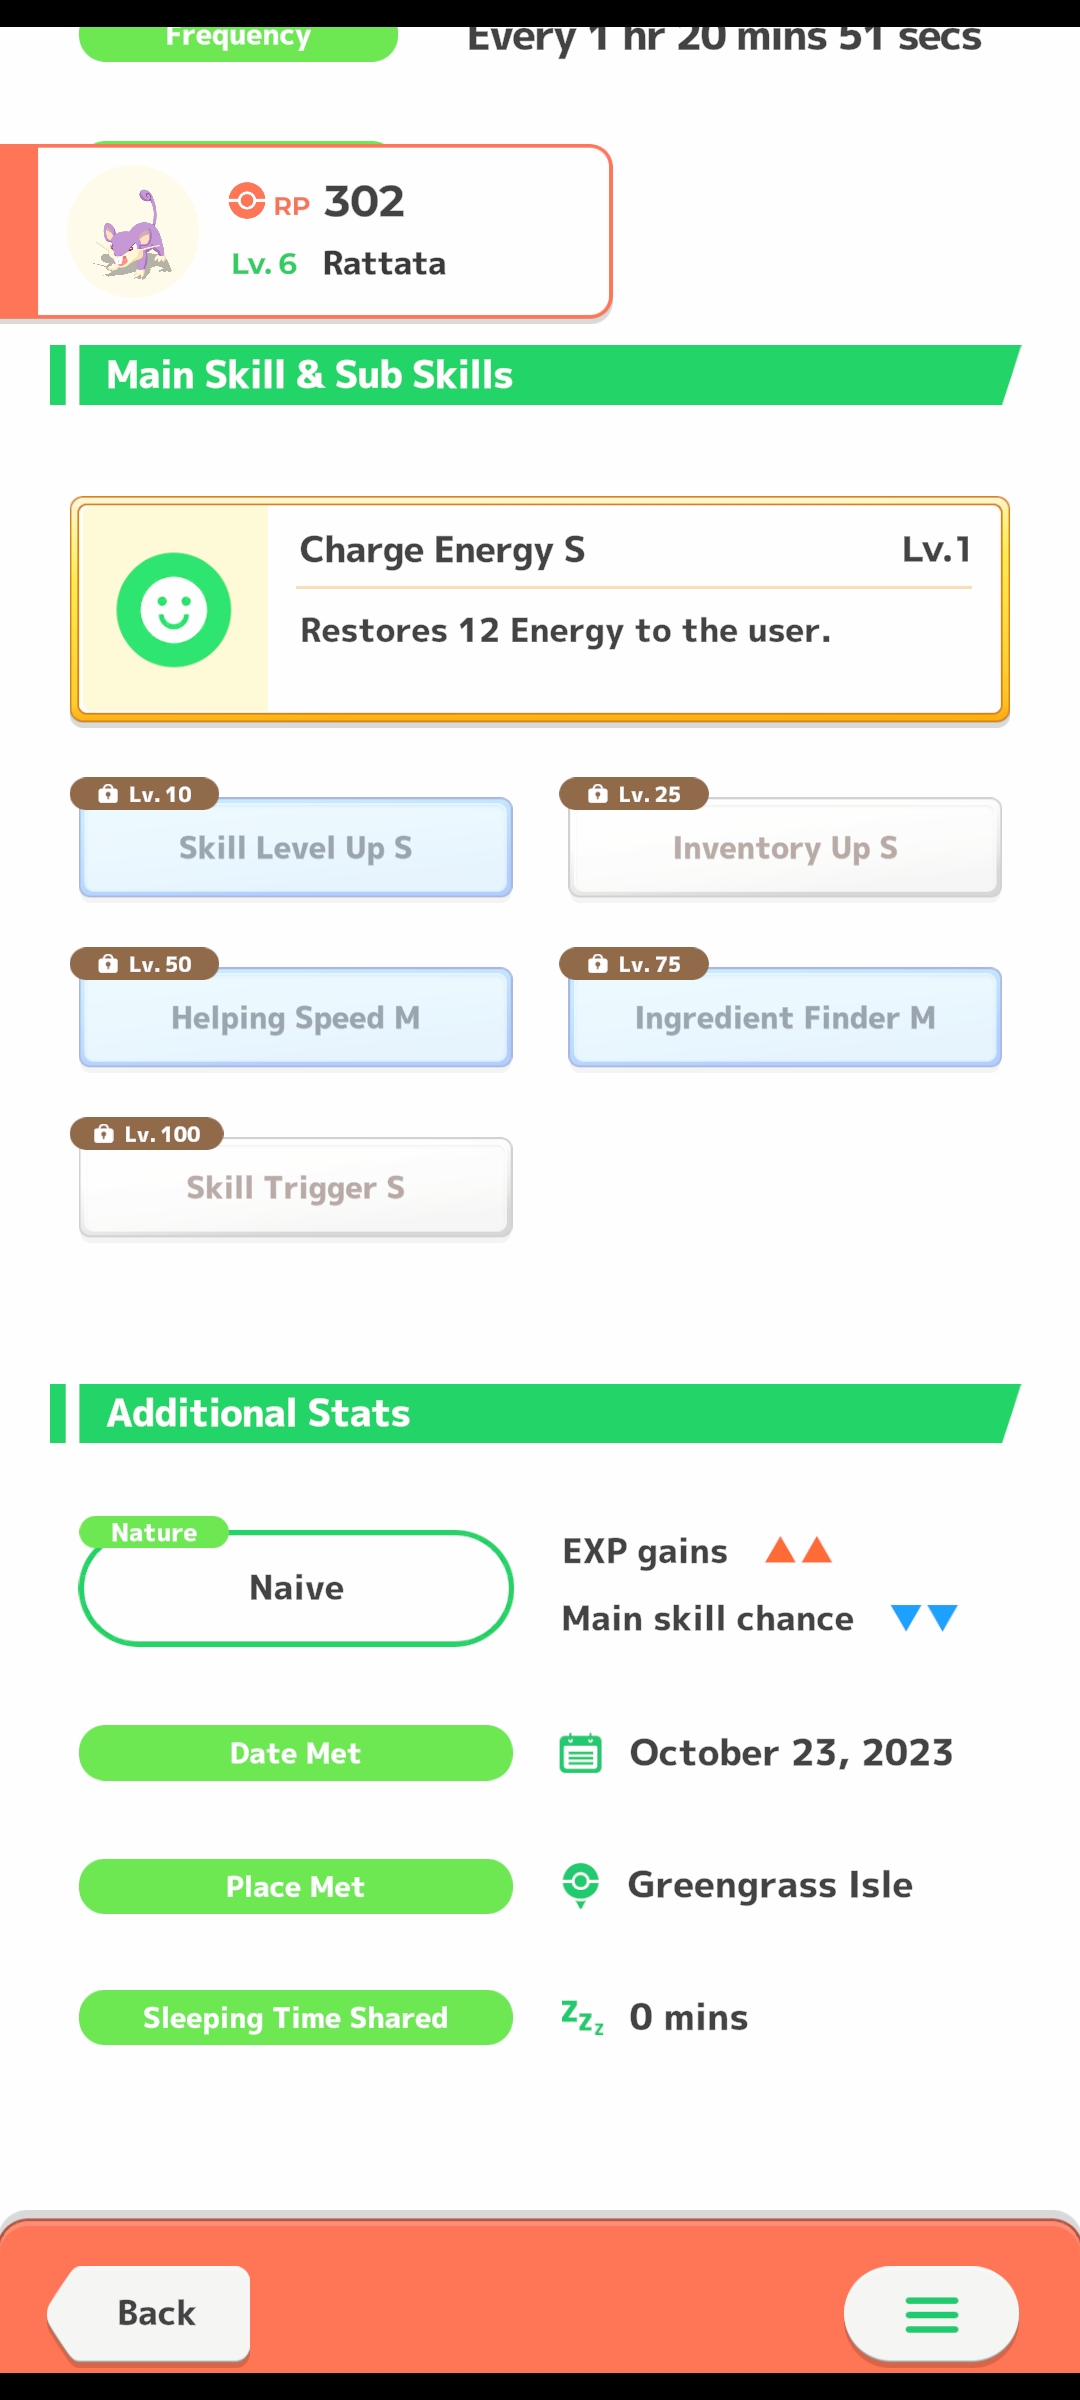 Frequency Every 1 hr 20 mins 51 secs
RP 302
Lv. 6 Rattata
Main Skill & Sub Skills
Charge Energy S Lv.1
Restores 12 Energy to the user.
Lv. 10 Lv. 25
Skill Level Up S Inventory Up S
Lv. 50 Lv. 75
Helping Speed M Ingredient Finder M
Lv. 100
Skill Trigger S
Additional Stats
Nature
Naive
EXP gains
Main skill chance
Date Met October 23, 2023
Place Met Greengrass Isle
Sleeping Time Shared zzz 0 mins
Back